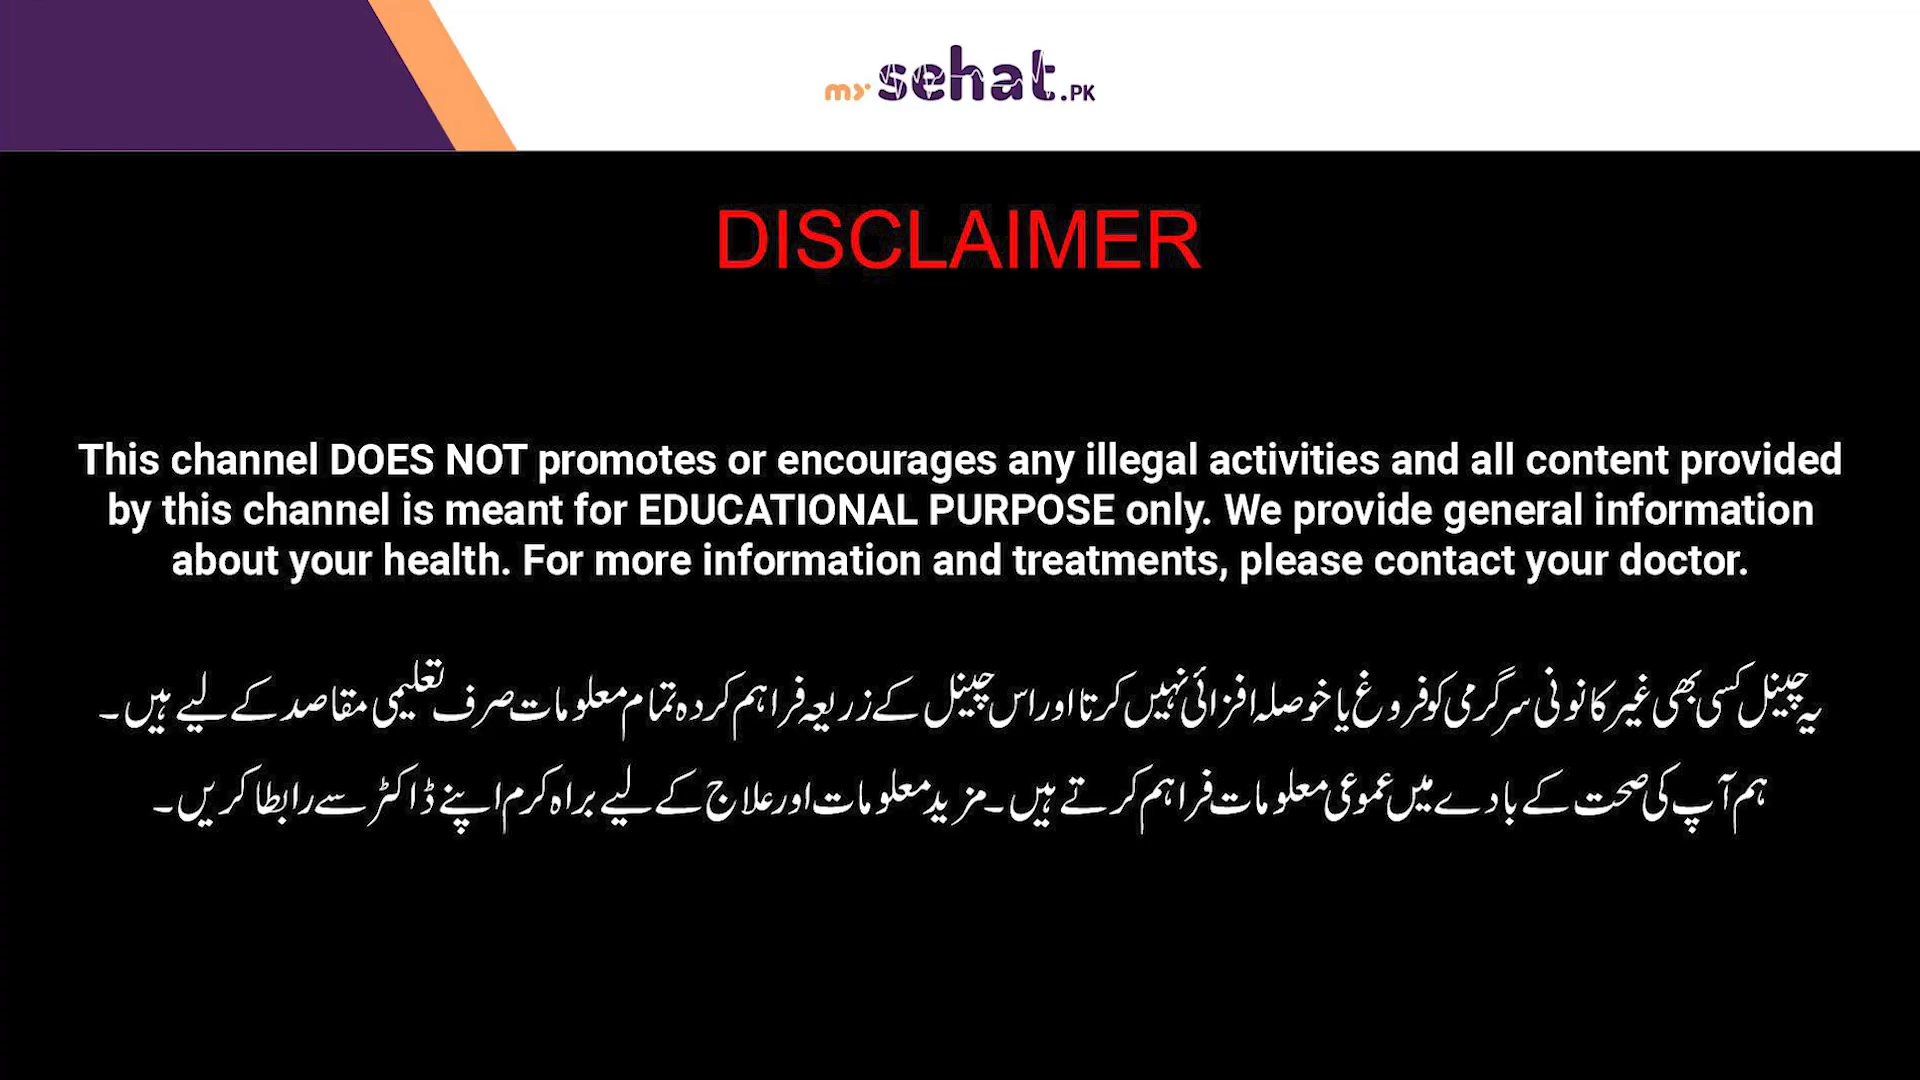 my sehat.PK
DISCLAIMER
This channel DOES NOT promotes or encourages any illegal activities and all content provided
by this channel is meant for EDUCATIONAL PURPOSE only. We provide general information
about your health. For more information and treatments, please contact your doctor.
یہ چینل کسی بھی غیر کانونی سرگرمی کو فروغ یا خوصلہ افزائی نہیں کرتا اور اس چینل کے زریعہ فراہم کردہ تمام معلومات صرف تعلیمی مقاصد کے لیے ہیں۔
ہم آپ کی صحت کے بادے میں عموعی معلومات فراہم کرتے ہیں۔ مزید معلومات اور علاج کے لیے براہ کرم اپنے ڈاکٹر سے رابطا کریں۔